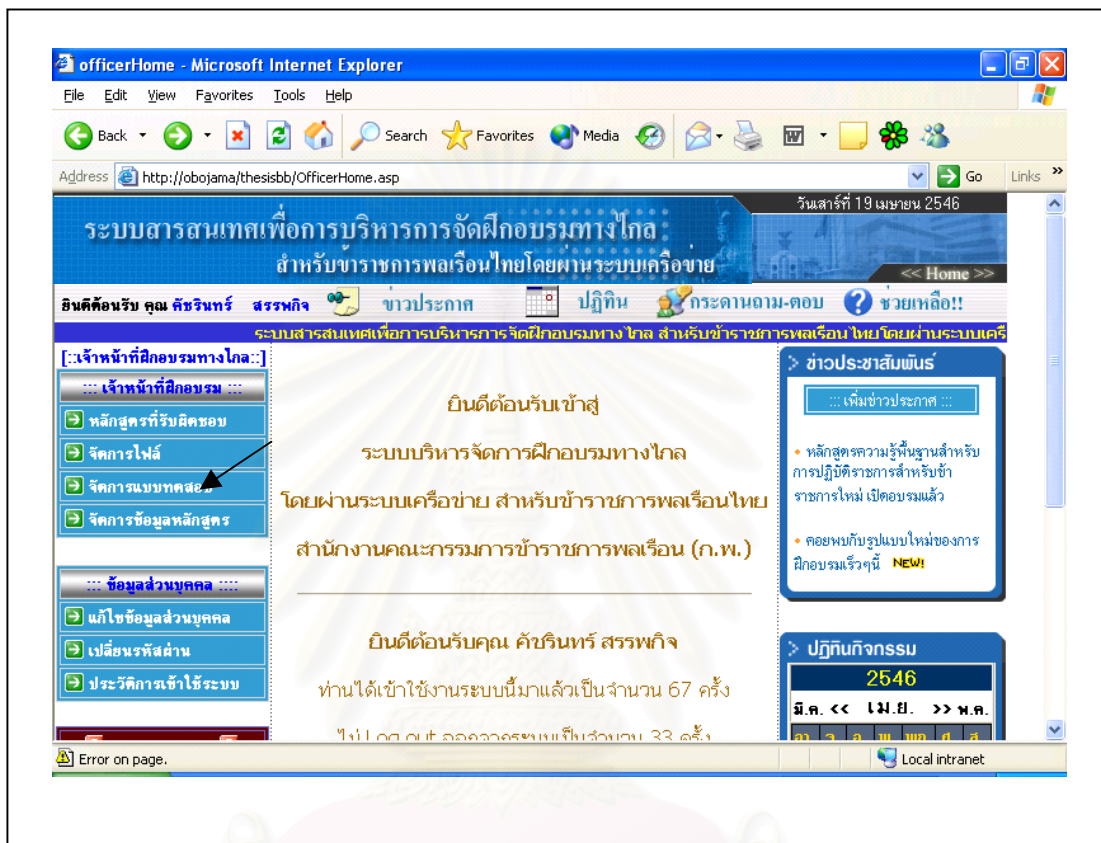 officerHome - Microsoft Internet Explorer
File Edit View Favorites Tools Help
Back Search Favorites Media
Address http://obojama/thesisbb/OfficerHome.asp Go Links »
วันเสาร์ที่ 19 เมษายน 2546
ระบบสารสนเทศเพื่อการบริหารการจัดฝึกอบรมทางไกล
สำหรับข้าราชการพลเรือนไทยโดยผ่านระบบเครือข่าย
<< Home >>
ยินดีต้อนรับ คุณ คัชรินทร์ สรรพกิจ ข่าวประกาศ ปฏิทิน กระดานถาม-ตอบ ช่วยเหลือ!!
ระบบสารสนเทศเพื่อการบริหารการจัดฝึกอบรมทางไกล สำหรับข้าราชการพลเรือนไทยโดยผ่านระบบเครื
[::เจ้าหน้าที่ฝึกอบรมทางไกล::]
::: เจ้าหน้าที่ฝึกอบรม :::
หลักสูตรที่รับผิดชอบ
จัดการไฟล์
จัดการแบบทดสอบ
จัดการข้อมูลหลักสูตร
::: ข้อมูลส่วนบุคคล ::::
แก้ไขข้อมูลส่วนบุคคล
เปลี่ยนรหัสผ่าน
ประวัติการเข้าใช้ระบบ
ยินดีต้อนรับเข้าสู่
ระบบบริหารจัดการฝึกอบรมทางไกล
โดยผ่านระบบเครือข่าย สำหรับข้าราชการพลเรือนไทย
สำนักงานคณะกรรมการข้าราชการพลเรือน (ก.พ.)
ยินดีต้อนรับคุณ คัชรินทร์ สรรพกิจ
ท่านได้เข้าใช้งานระบบนี้มาแล้วเป็นจำนวน 67 ครั้ง
ไม่ Log out ออกจากระบบเป็นจำนวน 33 ครั้ง
> ข่าวประชาสัมพันธ์
::: เพิ่มข่าวประกาศ :::
หลักสูตรความรู้พื้นฐานสำหรับ
การปฏิบัติราชการสำหรับข้า
ราชการใหม่ เปิดอบรมแล้ว
คอยพบกับรูปแบบใหม่ของการ
ฝึกอบรมเร็วๆนี้ NEW!
> ปฏิทินกิจกรรม
2546
มี.ค. << เม.ย. >> พ.ค.
อา จ อ พ พฤ ศ ส
Error on page. Local intranet